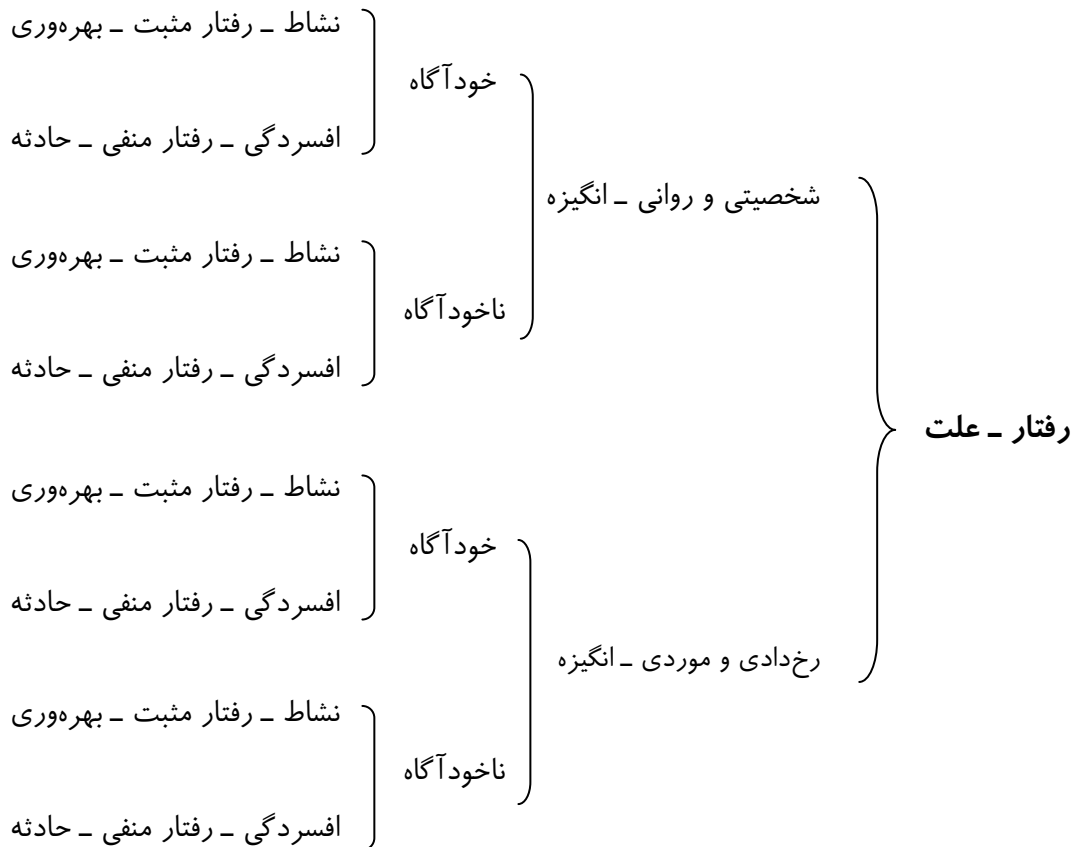 نشاط ـ رفتار مثبت ـ بهره‌وری
خودآگاه
افسردگی ـ رفتار منفی ـ حادثه
شخصیتی و روانی ـ انگیزه
نشاط ـ رفتار مثبت ـ بهره‌وری
ناخودآگاه
افسردگی ـ رفتار منفی ـ حادثه
رفتار ـ علت
نشاط ـ رفتار مثبت ـ بهره‌وری
خودآگاه
افسردگی ـ رفتار منفی ـ حادثه
رخ‌دادی و موردی ـ انگیزه
نشاط ـ رفتار مثبت ـ بهره‌وری
ناخودآگاه
افسردگی ـ رفتار منفی ـ حادثه